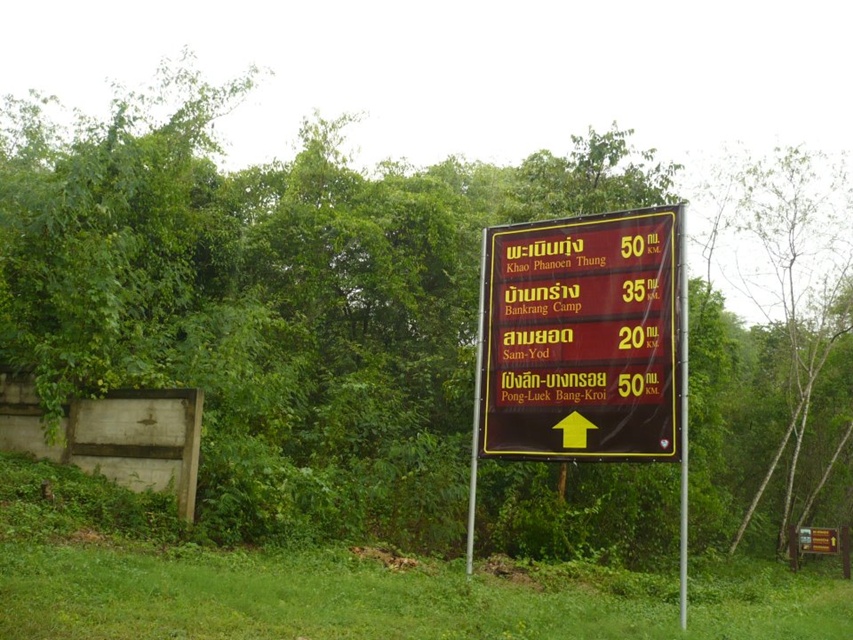 พะเนินทุ่ง 50 กม.
Khao Phanoen Thung KM.
บ้านกร่าง 35 กม.
Bankrang Camp KM.
สามยอด 20 กม.
Sam-Yod KM.
โป่งลึก-บางกรอย 50 กม.
Pong-Luek Bang-Kroi KM.